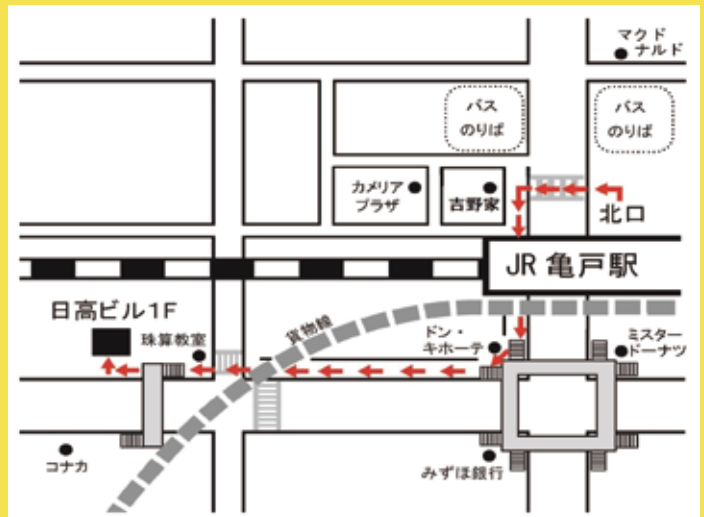 マクド
ナルド
バス
のりば
バス
のりば
カメリア
プラザ
吉野家
北口
JR 亀戸駅
日高ビル1F
珠算教室
貨物線
ドン・
キホーテ
ミスター
ドーナツ
コナカ
みずほ銀行